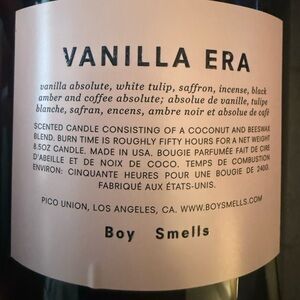 VANILLA ERA
vanilla absolute, white tulip, saffron, incense, black
amber and coffee absolute; absolue de vanille, tulipe
blanche, safran, encens, ambre noir et absolue de café
SCENTED CANDLE CONSISTING OF A COCONUT AND BEESWAX
BLEND. BURN TIME IS ROUGHLY FIFTY HOURS FOR A NET WEIGHT
8.5OZ CANDLE. MADE IN USA. BOUGIE PARFUMÉE FAIT DE CIRE
D'ABEILLE ET DE NOIX DE COCO. TEMPS DE COMBUSTION
ENVIRON: CINQUANTE HEURES POUR UNE BOUGIE DE 240G.
FABRIQUÉ AUX ÉTATS-UNIS.
PICO UNION, LOS ANGELES, CA. WWW.BOYSMELLS.COM
Boy Smells